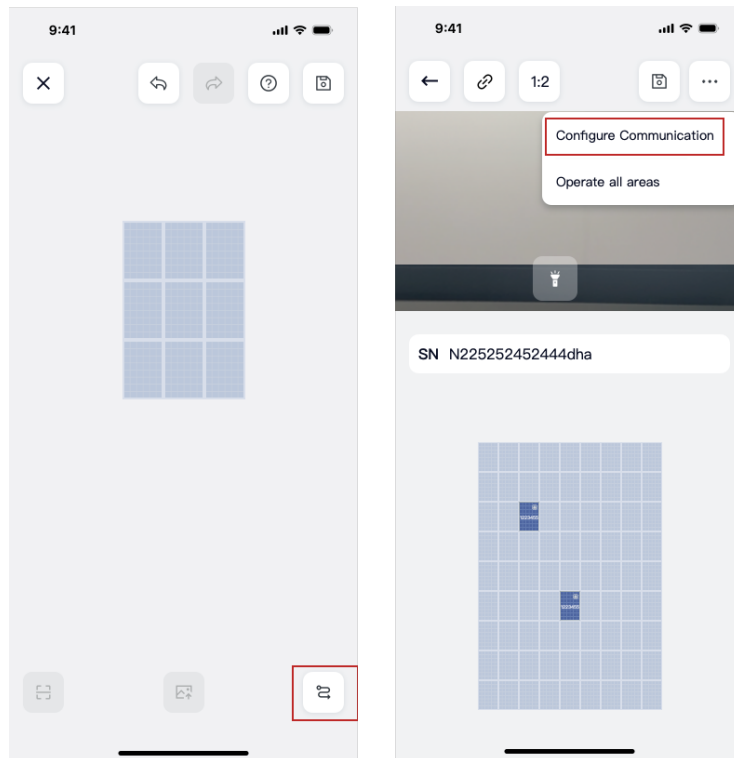 9:41
9:41
1:2
Configure Communication
Operate all areas
SN N225252452444dha